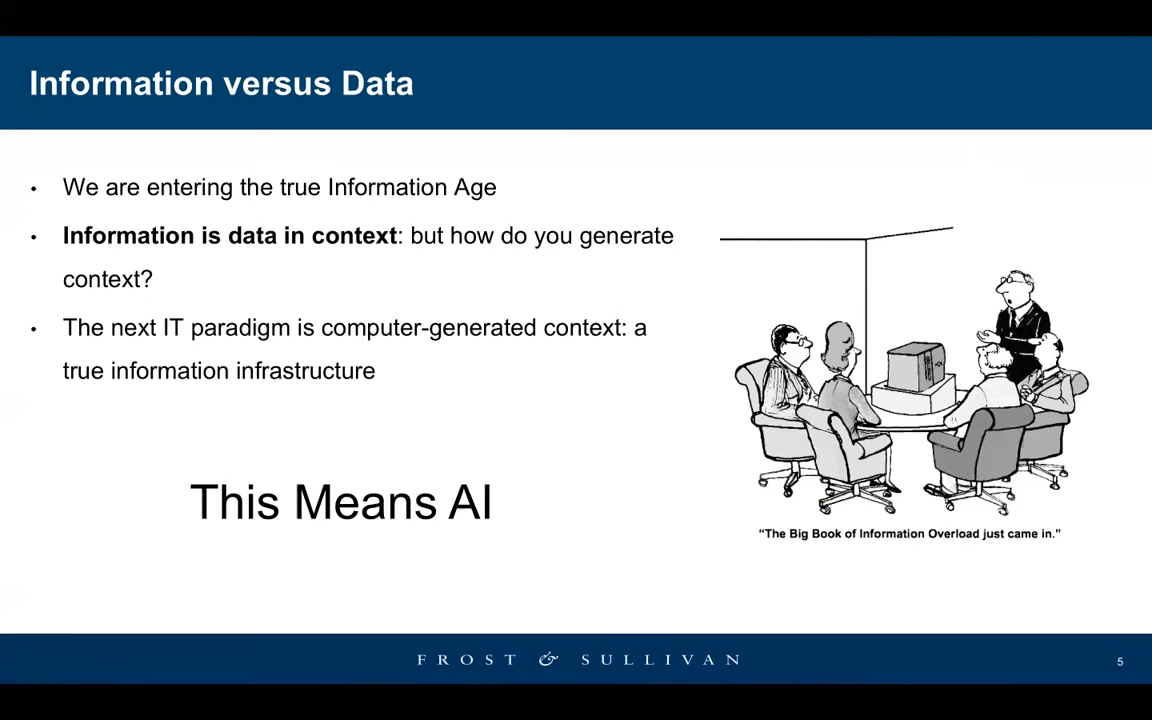 Information versus Data
• We are entering the true Information Age
• Information is data in context: but how do you generate
context?
• The next IT paradigm is computer-generated context: a
true information infrastructure
This Means AI
“The Big Book of Information Overload just came in.”
FROST & SULLIVAN
5